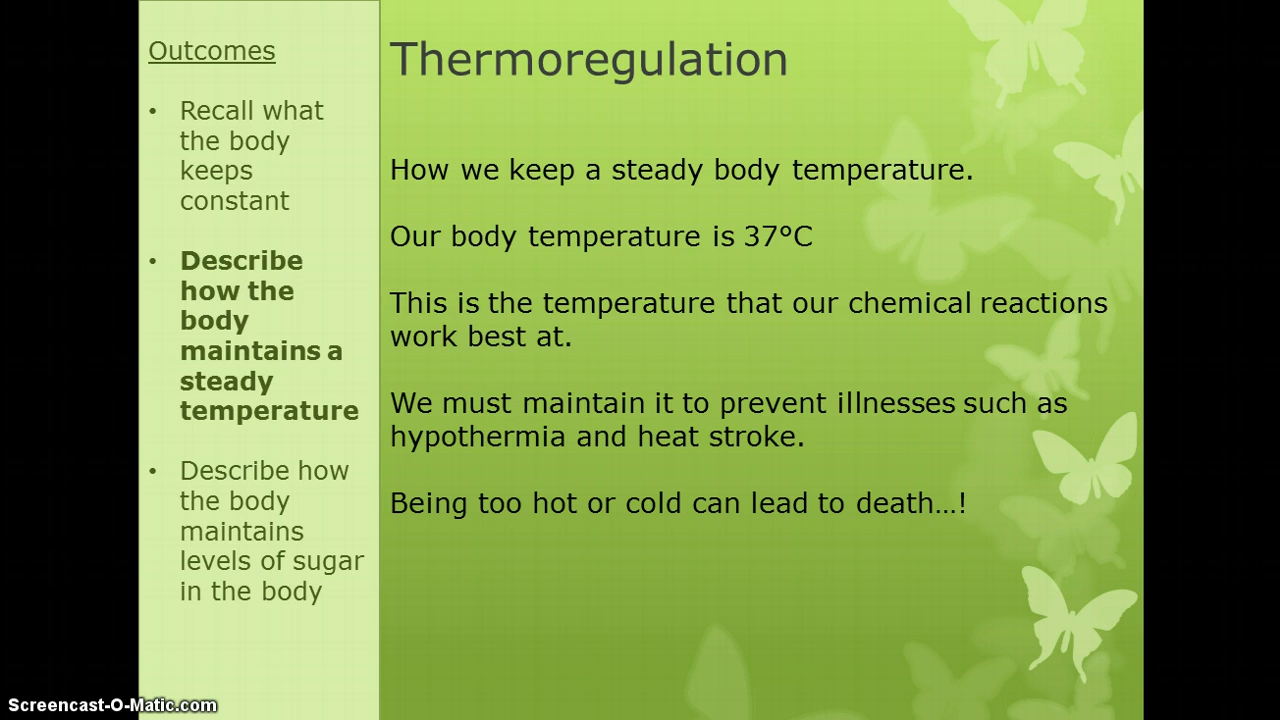 Outcomes
• Recall what
the body
keeps
constant
• Describe
how the
body
maintains a
steady
temperature
• Describe how
the body
maintains
levels of sugar
in the body
Thermoregulation
How we keep a steady body temperature.
Our body temperature is 37°C
This is the temperature that our chemical reactions
work best at.
We must maintain it to prevent illnesses such as
hypothermia and heat stroke.
Being too hot or cold can lead to death…!
Screencast-O-Matic.com